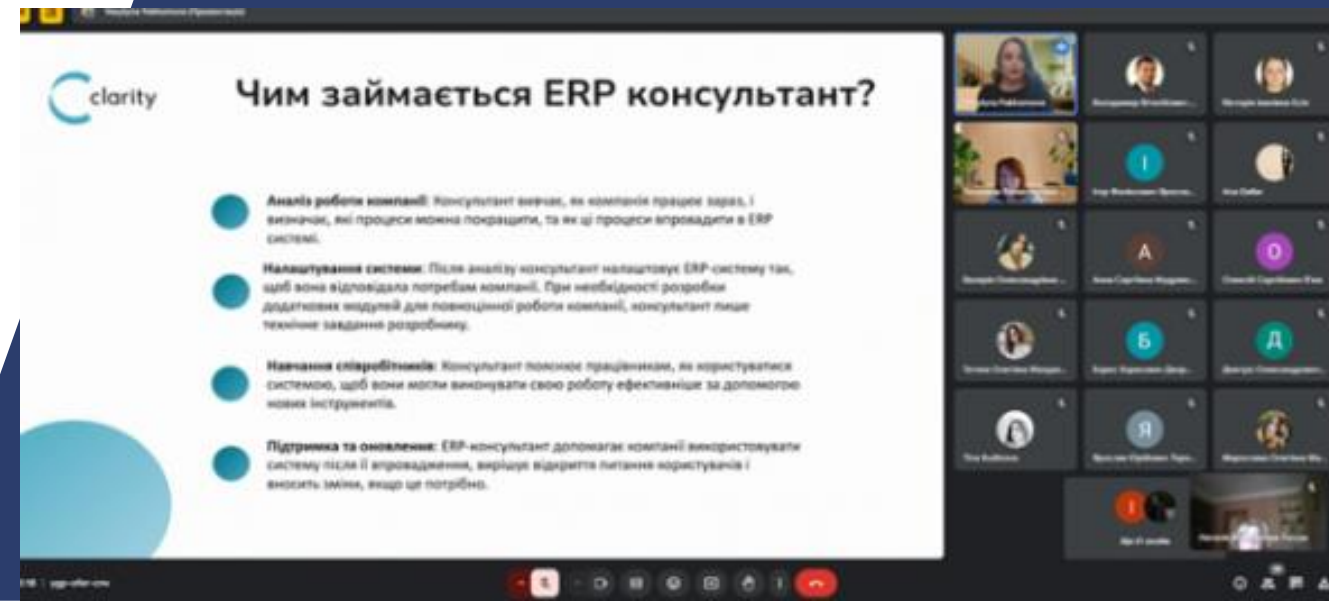 clarity
Чим займається ERP консультант?
Аналіз роботи компанії: Консультант вивчає, як компанія працює зараз, і
визначає, які процеси можна покращити, та як ці процеси впровадити в ERP
системі.
Налаштування системи: Після аналізу консультант налаштовує ERP-систему так,
щоб вона відповідала потребам компанії. При необхідності розробки
додаткових модулей для повноцінної роботи компанії, консультант пише
технічне завдання розробнику.
Навчання співробітників: Консультант пояснює працівникам, як користуватися
системою, щоб вони могли виконувати свою роботу ефективніше за допомогою
нових інструментів.
Підтримка та оновлення: ERP-консультант допомагає компанії використовувати
систему після її впровадження, вирішує відкриття питання користувачів і
вносить зміни, якщо це потрібно.
І
А
О
Б
Д
Я
І